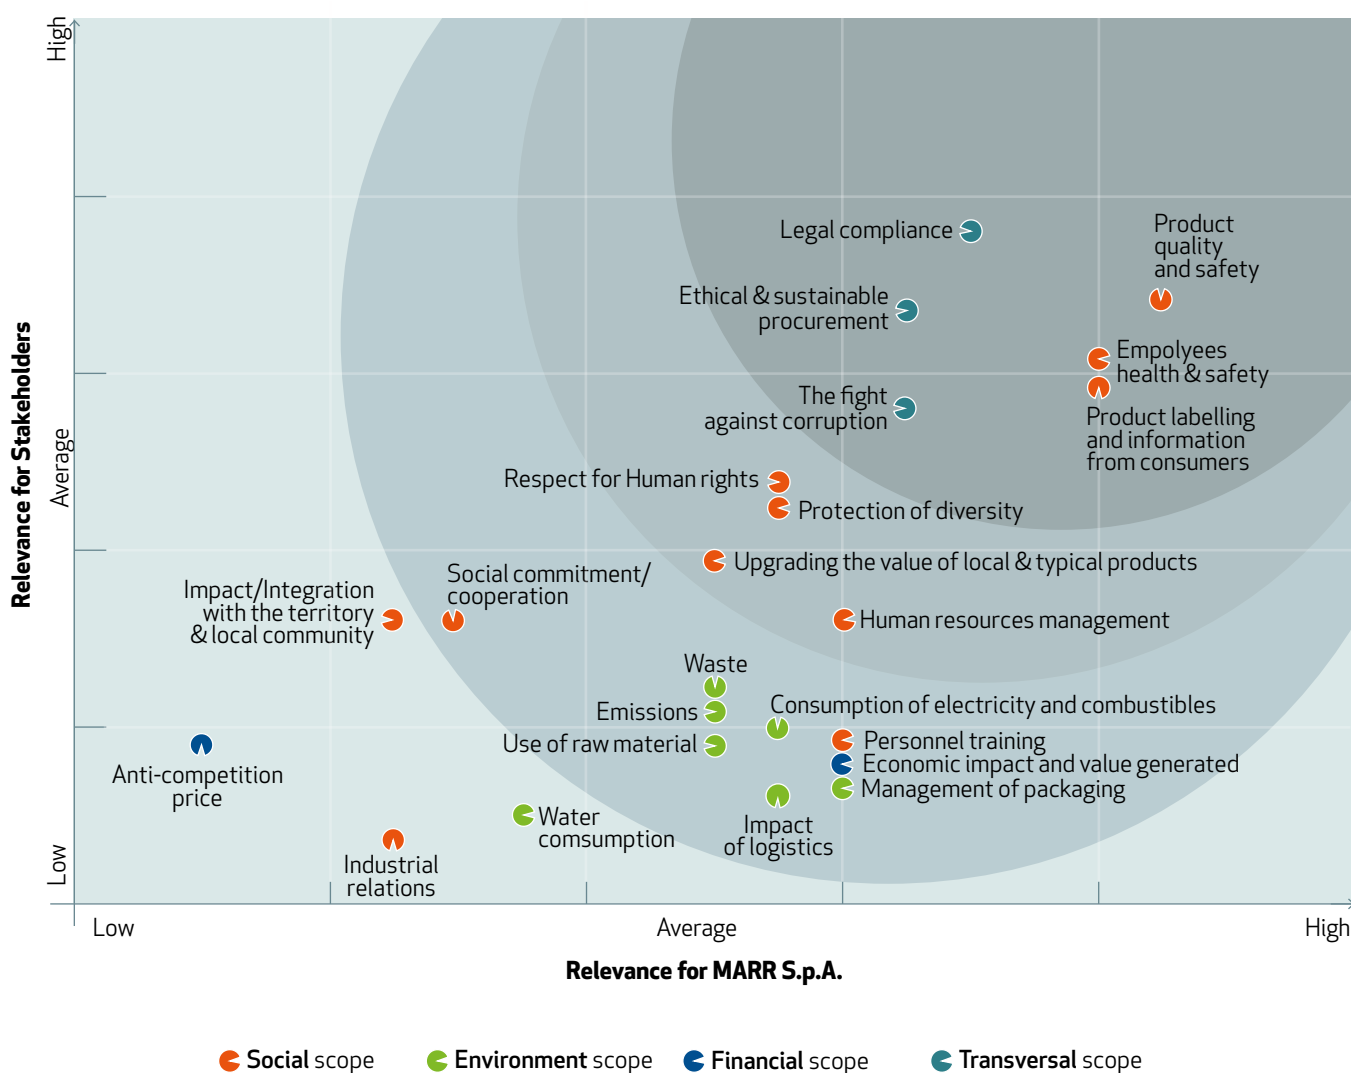 High
Relevance for Stakeholders
Average
Low
Legal compliance
Product
quality
and safety
Ethical & sustainable
procurement
Empolyees
health & safety
The fight
against corruption
Product labelling
and information
from consumers
Respect for Human rights
Protection of diversity
Upgrading the value of local & typical products
Social commitment/
cooperation
Impact/Integration
with the territory
& local community
Human resources management
Waste
Emissions
Consumption of electricity and combustibles
Use of raw material
Personnel training
Economic impact and value generated
Management of packaging
Anti-competition
price
Water
comsumption
Impact
of logistics
Industrial
relations
Low
Average
High
Relevance for MARR S.p.A.
Social scope
Environment scope
Financial scope
Transversal scope